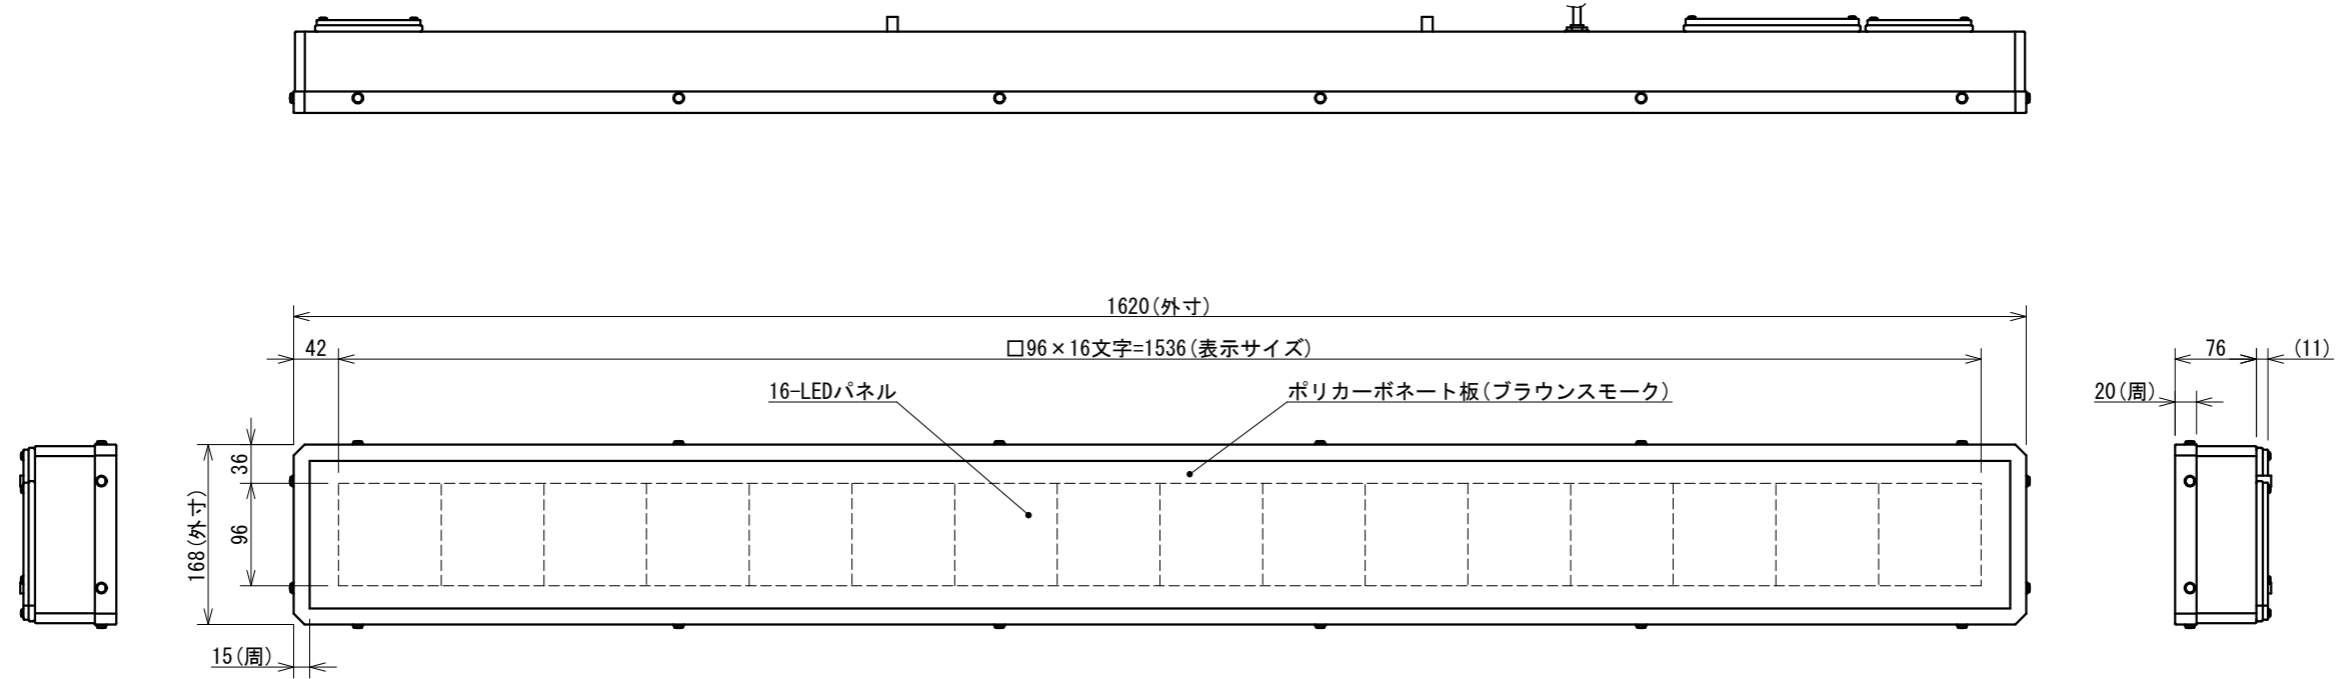 1620(外寸)
42
□96×16文字=1536(表示サイズ)
76
(11)
16-LEDパネル
ポリカーボネート板(ブラウンスモーク)
20(周)
36
96
168(外寸)
15(周)